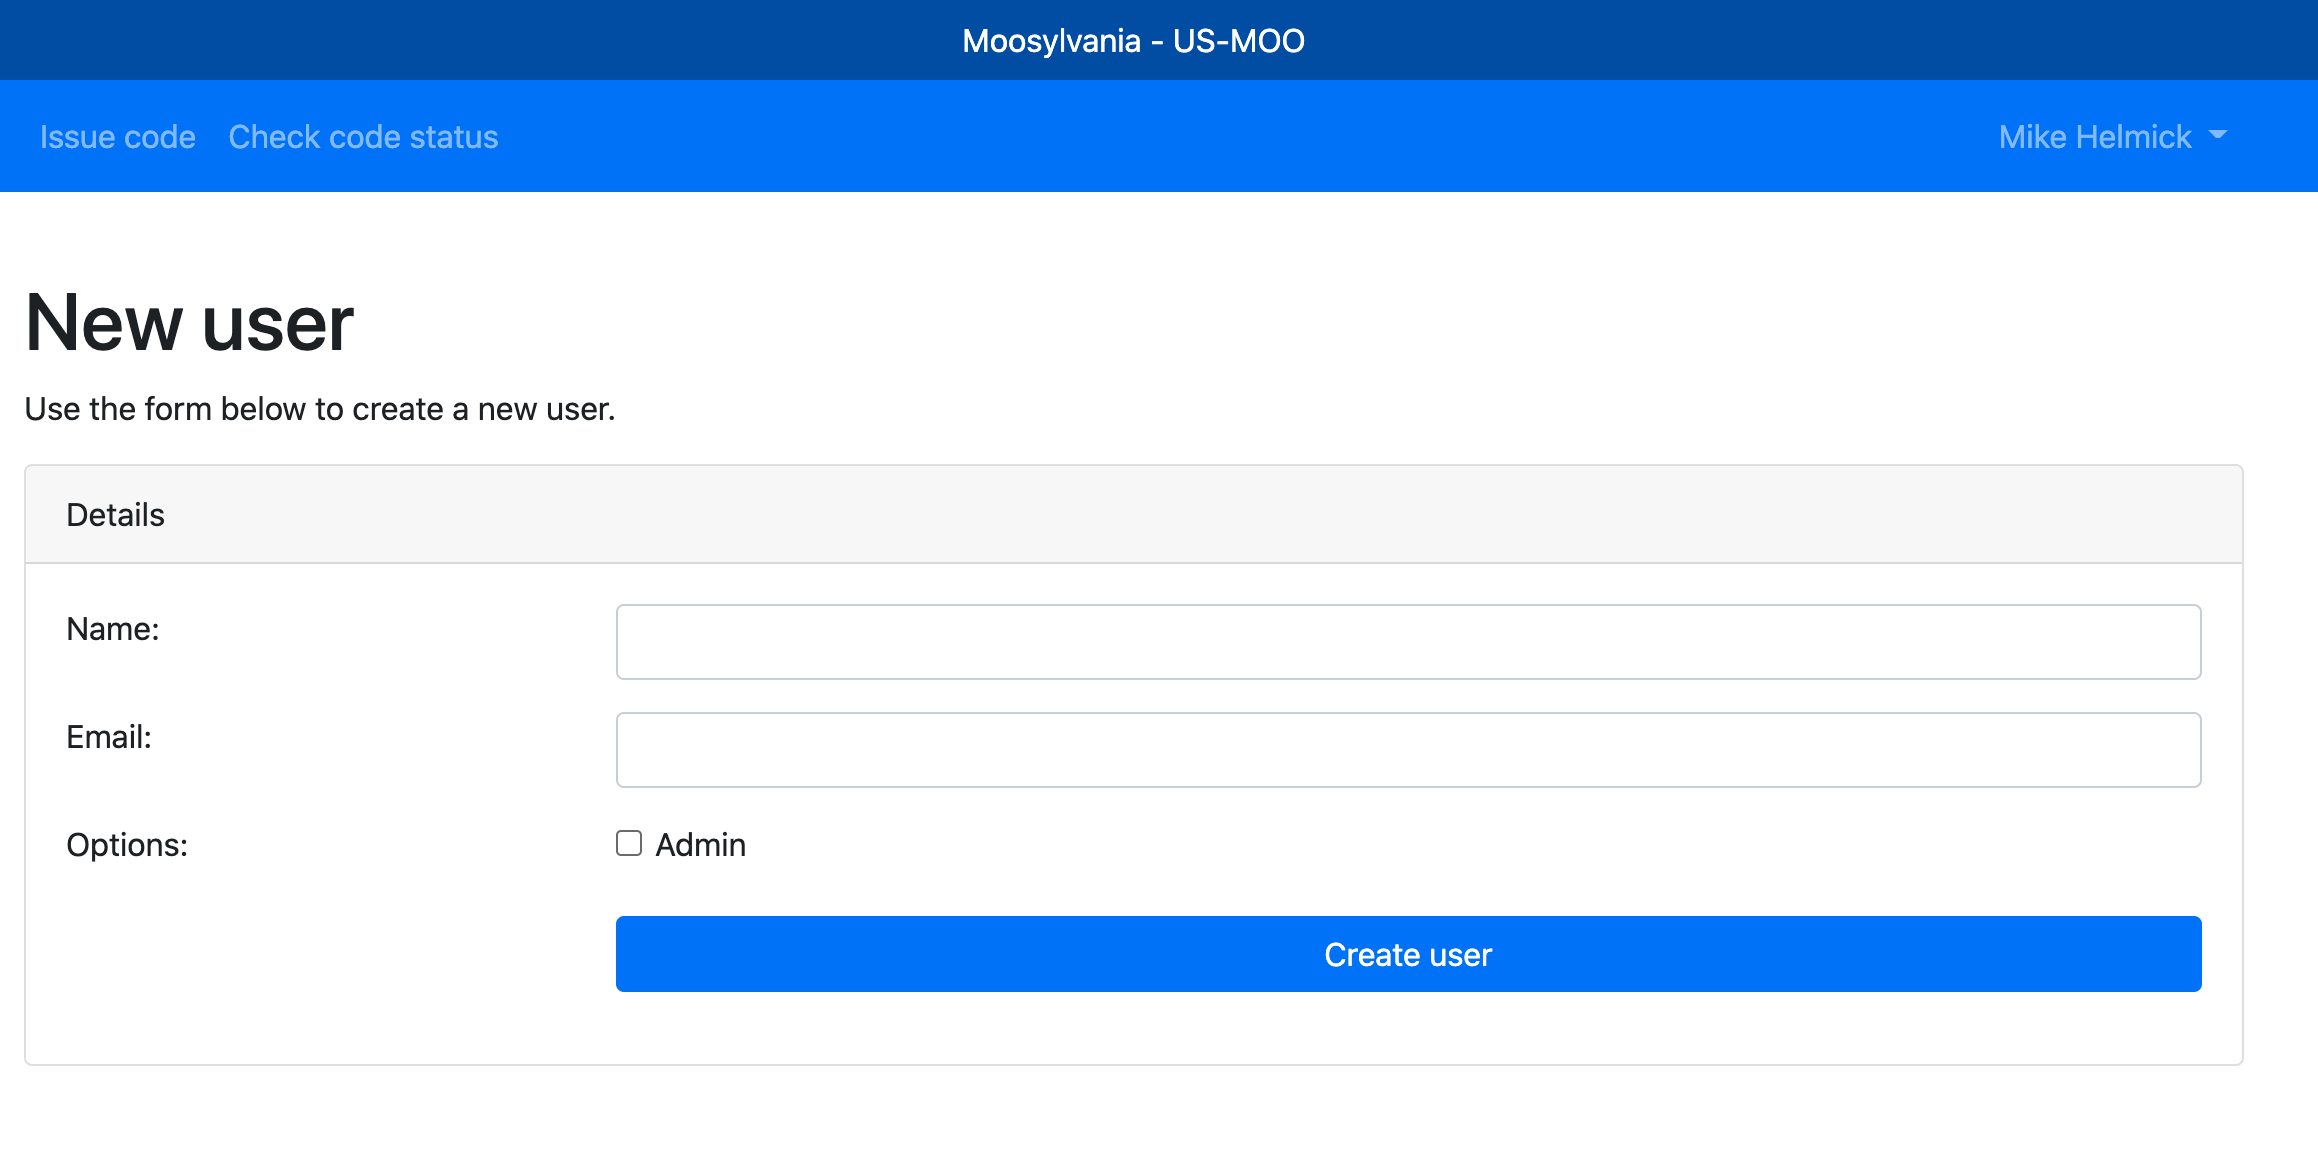 Moosylvania - US-MOO
Issue code Check code status Mike Helmick
New user
Use the form below to create a new user.
Details
Name:
Email:
Options: Admin
Create user